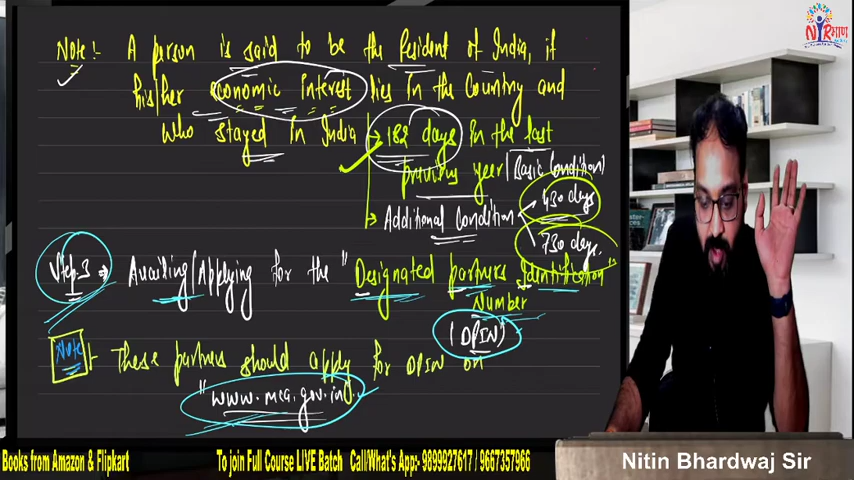 Note:- A person is said to be the Resident of India, if
his/her economic interest lies in the Country and
who stayed in India → 182 days in the last
previous year (Basic Condition)
→ Additional Condition
430 days
730 days.
Step-3 ⇒ Availing/Applying for the "Designated partners Identification
Number"
(DPIN)
Note:- These partners should apply for DPIN on
"www.mca.gov.in"
Books from Amazon & Flipkart
To join Full Course LIVE Batch Call/What's App:- 9899927617 / 9667357966
Nitin Bhardwaj Sir